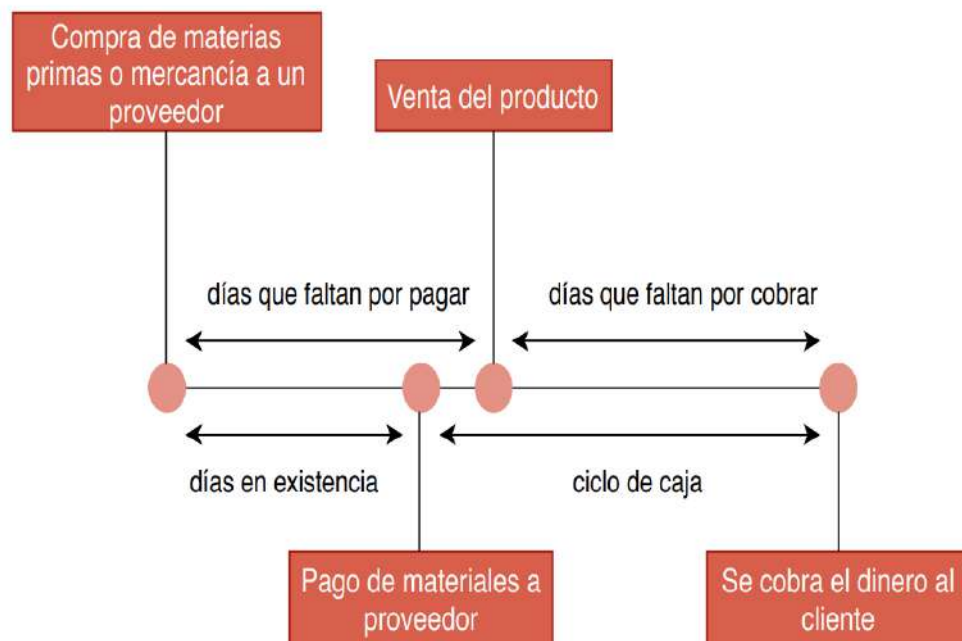 Compra de materias
primas o mercancía a un
proveedor
Venta del producto
días que faltan por pagar
días que faltan por cobrar
días en existencia
ciclo de caja
Pago de materiales a
proveedor
Se cobra el dinero al
cliente